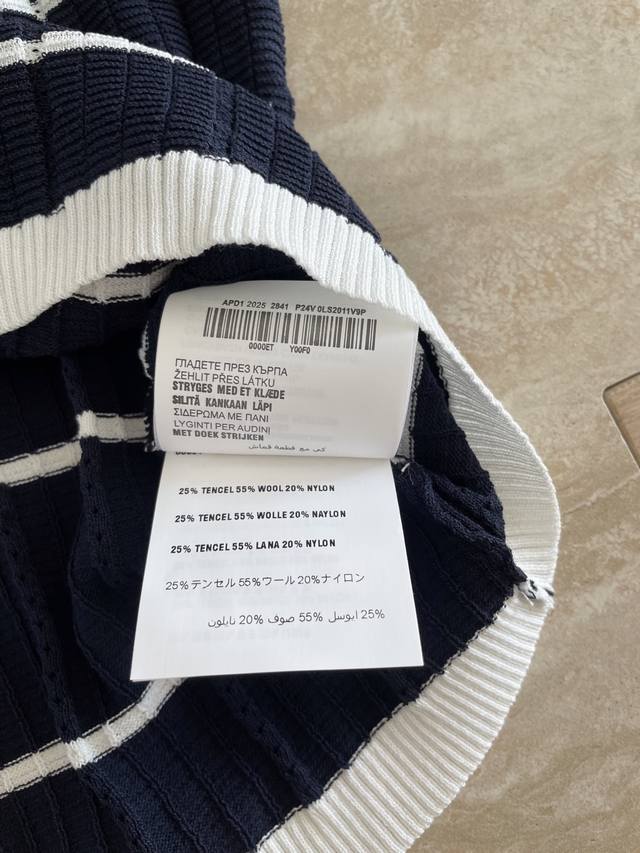 APD1 2025 2841 P24V 0LS2011V9P
0000ET Y00F0
ГЛАДЕТЕ ПРЕЗ КЪРПА
ŽEHLIT PŘES LÁTKU
STRYGES MED ET KLÆDE
SILITÄ KANKAAN LÄPI
ΣΙΔΕΡΩΜΑ ΜΕ ΠΑΝΙ
LYGINTI PER AUDINĮ
MET DOEK STRIJKEN
كي مع قطعة قماش
25% TENCEL 55% WOOL 20% NYLON
25% TENCEL 55% WOLLE 20% NAYLON
25% TENCEL 55% LANA 20% NYLON
25%テンセル 55%ウール 20%ナイロン
25% ايوسل 55% صوف 20% نايلون